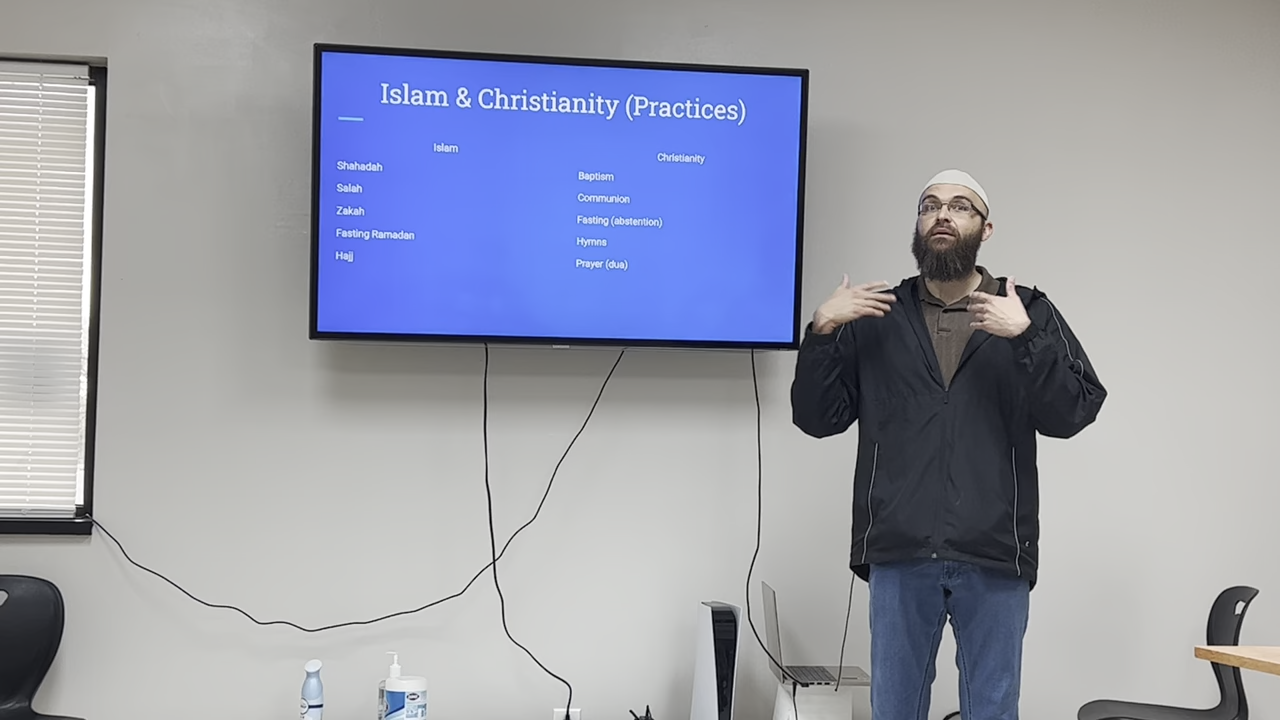 Islam & Christianity (Practices)
Islam
Shahadah
Salah
Zakah
Fasting Ramadan
Hajj
Christianity
Baptism
Communion
Fasting (abstention)
Hymns
Prayer (dua)